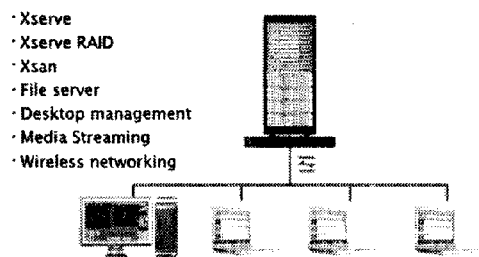 · Xserve
· Xserve RAID
· Xsan
· File server
· Desktop management
· Media Streaming
· Wireless networking